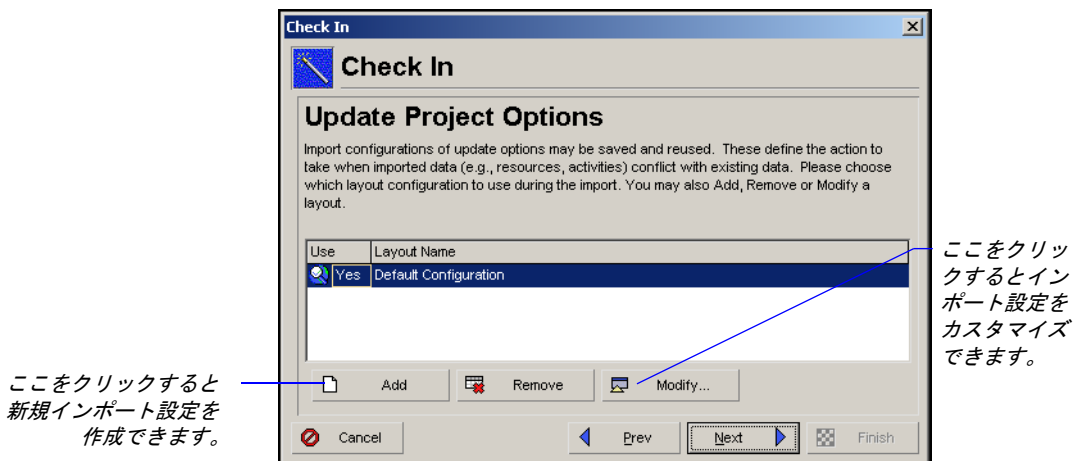 Check In
Check In
Update Project Options
Import configurations of update options may be saved and reused. These define the action to
take when imported data (e.g., resources, activities) conflict with existing data. Please choose
which layout configuration to use during the import. You may also Add, Remove or Modify a
layout.
Use Layout Name
Yes Default Configuration
ここをクリッ
クするとイン
ポート設定を
カスタマイズ
できます。
ここをクリックすると
新規インポート設定を
作成できます。
Add Remove Modify...
Cancel Prev Next Finish